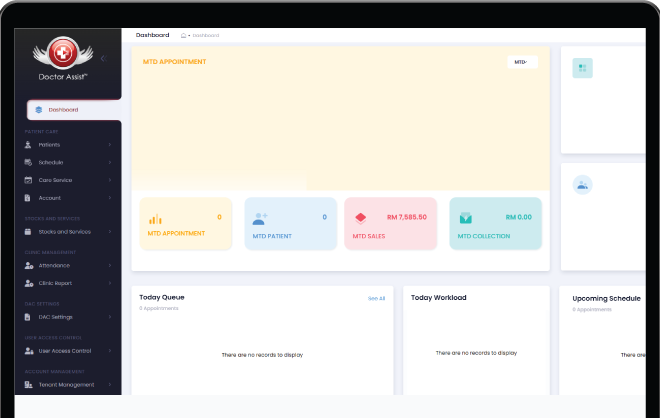 Doctor Assist™
Dashboard
PATIENT CARE
Patients
Schedule
Care Service
Account
STOCKS AND SERVICES
Stocks and Services
CLINIC MANAGEMENT
Attendance
Clinic Report
DAC SETTINGS
DAC Settings
USER ACCESS CONTROL
User Access Control
ACCOUNT MANAGEMENT
Tenant Management
Dashboard
Dashboard
MTD APPOINTMENT
MTD
0
MTD APPOINTMENT
0
MTD PATIENT
RM 7,585.50
MTD SALES
RM 0.00
MTD COLLECTION
Today Queue
See All
0 Appointments
There are no records to display
Today Workload
There are no records to display
Upcoming Schedule
0 Appointments
There are